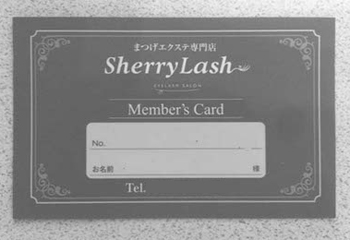 まつげエクステ専門店
SherryLash
EYELASH SALON
Member's Card
No.
お名前 様
Tel.